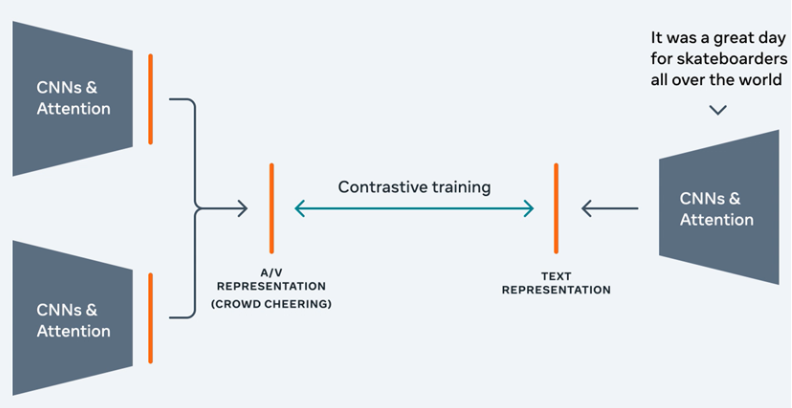 It was a great day
for skateboarders
all over the world
CNNs &
Attention
CNNs &
Attention
Contrastive training
CNNs &
Attention
A/V
REPRESENTATION
(CROWD CHEERING)
TEXT
REPRESENTATION